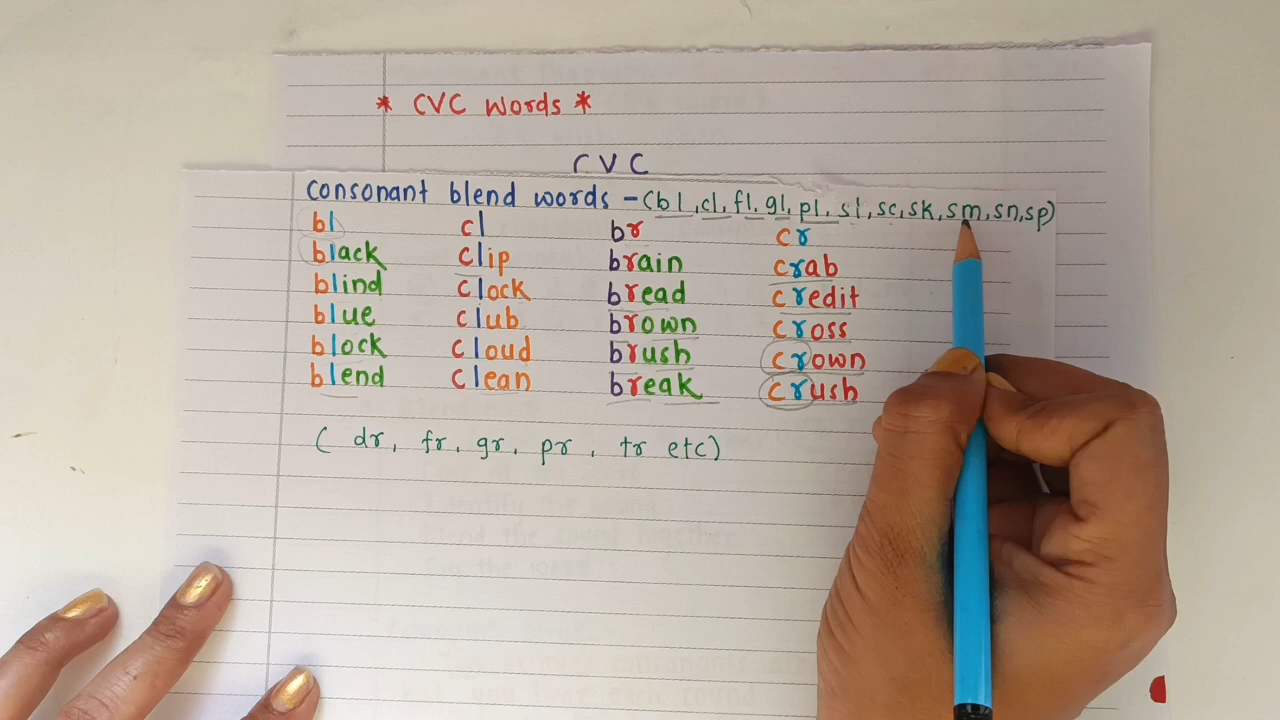 * CVC Words *
CVC
consonant blend words - (bl, cl, fl, gl, pl, sl, sc, sk, sm, sn, sp)
bl cl br cr
black clip brain crab
blind clock bread credit
blue club brown cross
block cloud brush crown
blend clean break crush
( dr, fr, gr, pr, tr etc)